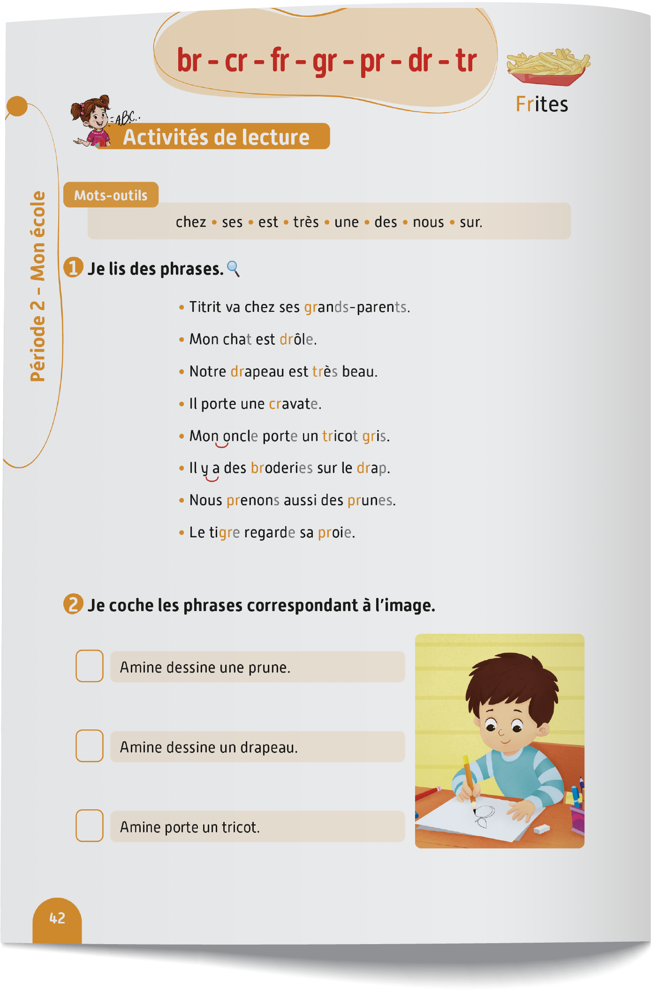 br - cr - fr - gr - pr - dr - tr
Frites
ABC..
Activités de lecture
Période 2 - Mon école
Mots-outils
chez • ses • est • très • une • des • nous • sur.
1 Je lis des phrases.
• Titrit va chez ses grands-parents.
• Mon chat est drôle.
• Notre drapeau est très beau.
• Il porte une cravate.
• Mon oncle porte un tricot gris.
• Il y a des broderies sur le drap.
• Nous prenons aussi des prunes.
• Le tigre regarde sa proie.
2 Je coche les phrases correspondant à l'image.
Amine dessine une prune.
Amine dessine un drapeau.
Amine porte un tricot.
42